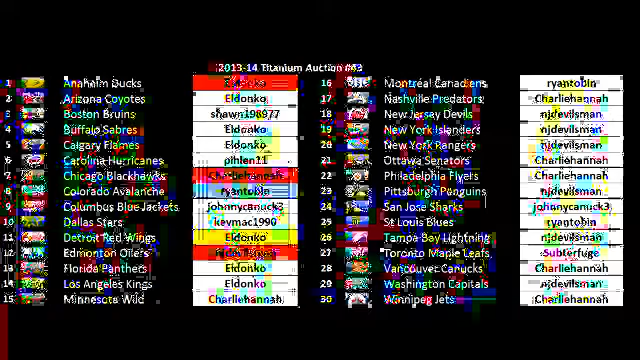 2013-14 Titanium Auction #63
1 Anaheim Ducks Eldonko
2 Arizona Coyotes Eldonko
3 Boston Bruins shawn198977
4 Buffalo Sabres Eldonko
5 Calgary Flames Eldonko
6 Carolina Hurricanes pihlen11
7 Chicago Blackhawks Charliehannah
8 Colorado Avalanche ryantobin
9 Columbus Blue Jackets johnnycanuck3
10 Dallas Stars kevmac1990
11 Detroit Red Wings Eldonko
12 Edmonton Oilers
13 Florida Panthers Eldonko
14 Los Angeles Kings Eldonko
15 Minnesota Wild Charliehannah
16 Montréal Canadiens ryantobin
17 Nashville Predators Charliehannah
18 New Jersey Devils njdevilsman
19 New York Islanders njdevilsman
20 New York Rangers njdevilsman
21 Ottawa Senators Charliehannah
22 Philadelphia Flyers Charliehannah
23 Pittsburgh Penguins njdevilsman
24 San Jose Sharks johnnycanuck3
25 St Louis Blues ryantobin
26 Tampa Bay Lightning njdevilsman
27 Toronto Maple Leafs Subterfuge
28 Vancouver Canucks Charliehannah
29 Washington Capitals njdevilsman
30 Winnipeg Jets Charliehannah